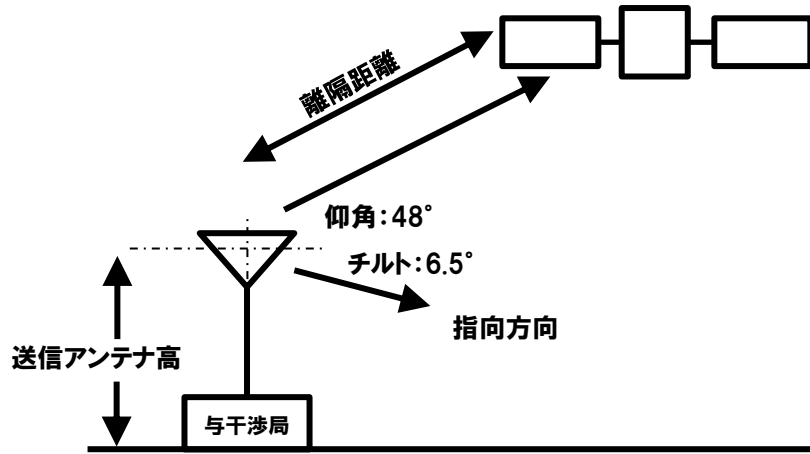 離隔距離
仰角：48°
チルト：6.5°
指向方向
送信アンテナ高
与干渉局